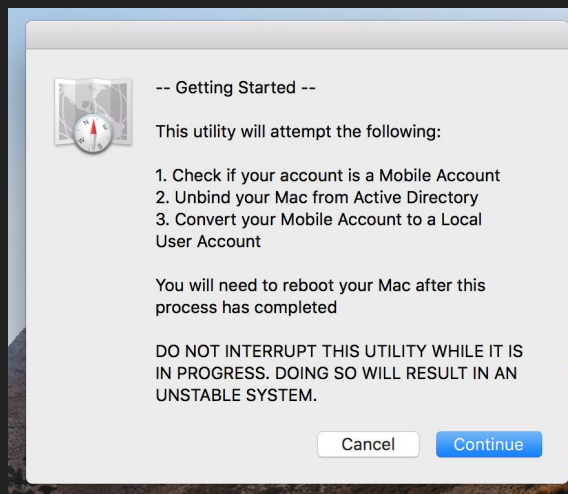 -- Getting Started --
This utility will attempt the following:
1. Check if your account is a Mobile Account
2. Unbind your Mac from Active Directory
3. Convert your Mobile Account to a Local
User Account
You will need to reboot your Mac after this
process has completed
DO NOT INTERRUPT THIS UTILITY WHILE IT IS
IN PROGRESS. DOING SO WILL RESULT IN AN
UNSTABLE SYSTEM.
Cancel
Continue